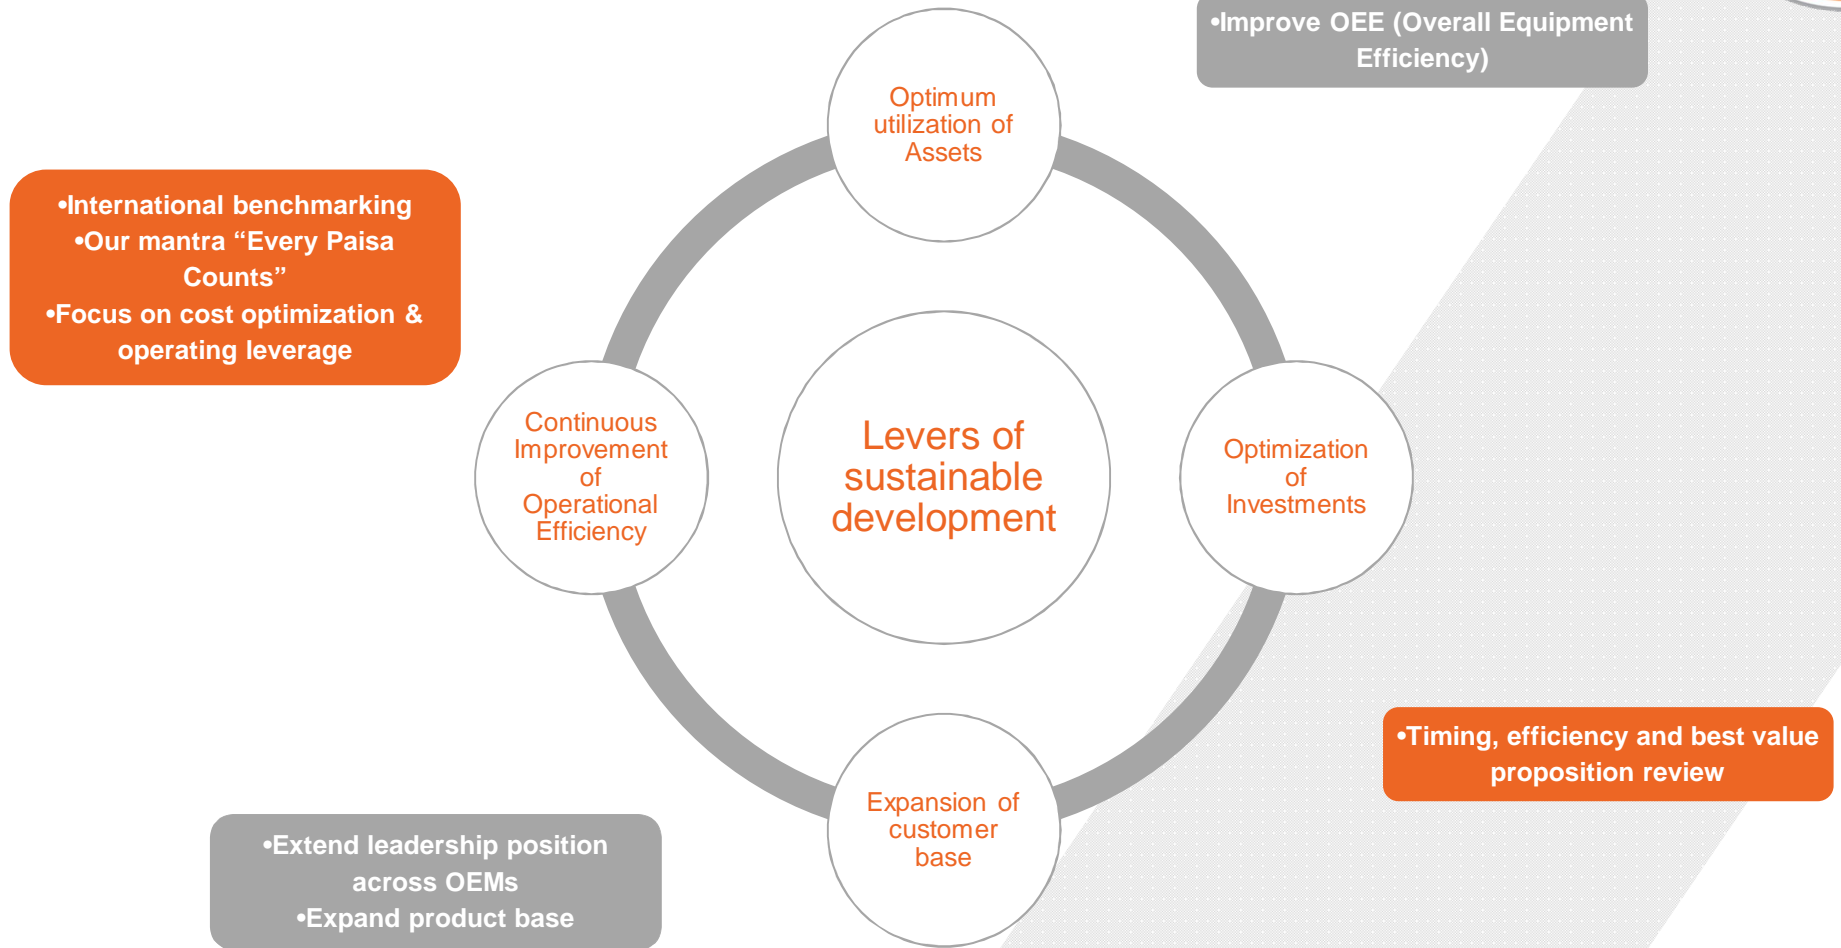 •Improve OEE (Overall Equipment
Efficiency)
Optimum
utilization of
Assets
•International benchmarking
•Our mantra “Every Paisa
Counts”
•Focus on cost optimization &
operating leverage
Continuous
Improvement
of
Operational
Efficiency
Levers of
sustainable
development
Optimization
of
Investments
•Timing, efficiency and best value
proposition review
Expansion of
customer
base
•Extend leadership position
across OEMs
•Expand product base